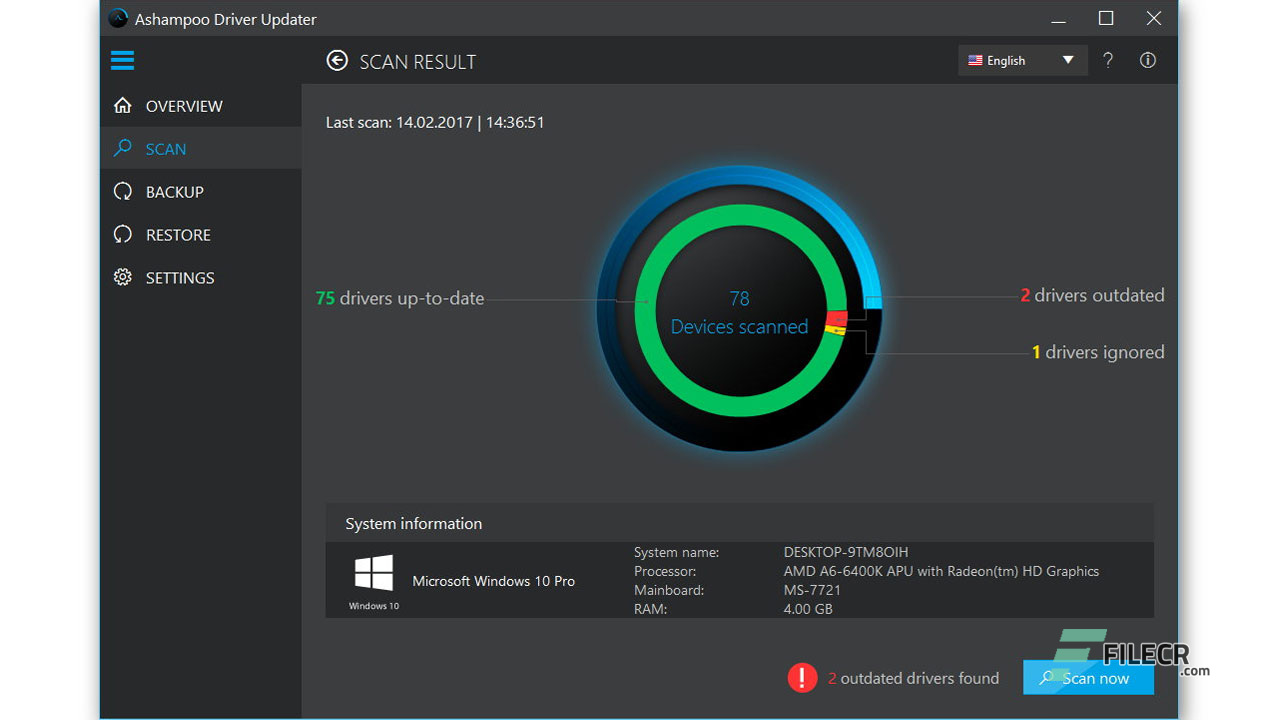 Ashampoo Driver Updater
SCAN RESULT
English
?
OVERVIEW
SCAN
BACKUP
RESTORE
SETTINGS
Last scan: 14.02.2017 | 14:36:51
75 drivers up-to-date
78
Devices scanned
2 drivers outdated
1 drivers ignored
System information
Windows 10
Microsoft Windows 10 Pro
System name: DESKTOP-9TM8OIH
Processor: AMD A6-6400K APU with Radeon(tm) HD Graphics
Mainboard: MS-7721
RAM: 4.00 GB
! 2 outdated drivers found
Scan now
FILECR
.com